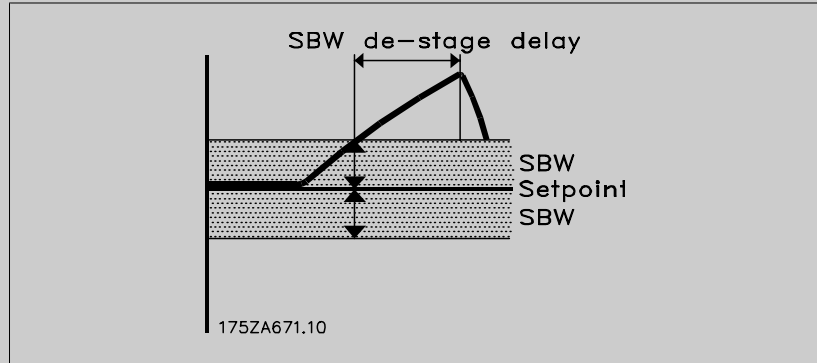 SBW de-stage delay
SBW
Setpoint
SBW
175ZA671.10